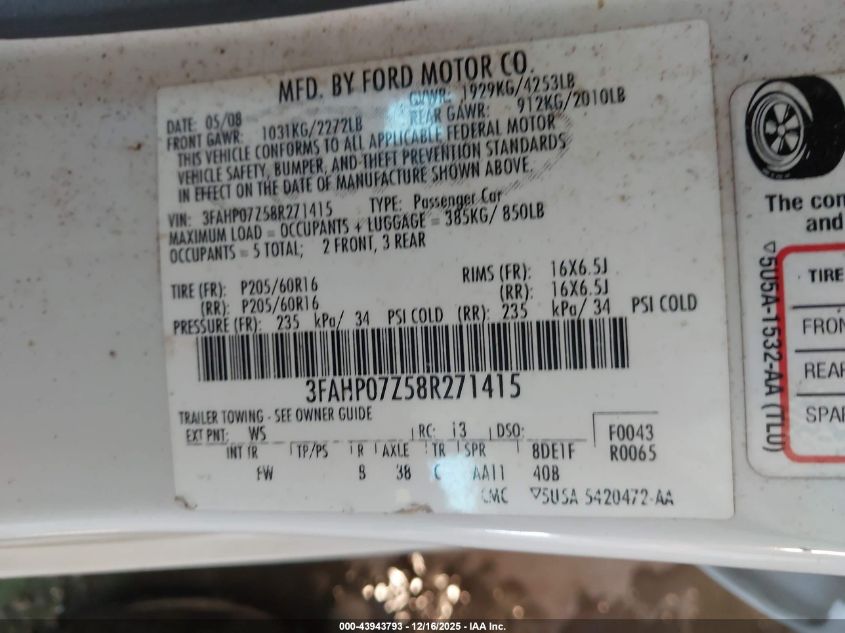 MFD. BY FORD MOTOR CO.
DATE: 05/08 GVWR: 1929KG/4253LB
FRONT GAWR: 1031KG/2272LB REAR GAWR: 912KG/2010LB
THIS VEHICLE CONFORMS TO ALL APPLICABLE FEDERAL MOTOR
VEHICLE SAFETY, BUMPER, AND THEFT PREVENTION STANDARDS
IN EFFECT ON THE DATE OF MANUFACTURE SHOWN ABOVE.
VIN: 3FAHP07Z58R271415 TYPE: Passenger Car
MAXIMUM LOAD = OCCUPANTS + LUGGAGE = 385KG/ 850LB
OCCUPANTS = 5 TOTAL; 2 FRONT, 3 REAR
TIRE (FR): P205/60R16 RIMS (FR): 16X6.5J
(RR): P205/60R16 (RR): 16X6.5J
PRESSURE (FR): 235 kPa/ 34 PSI COLD (RR): 235 kPa/ 34 PSI COLD
3FAHP07Z58R271415
TRAILER TOWING - SEE OWNER GUIDE
EXT PNT: WS RC: 13 DSO: F0043
INT TR TP/PS R AXLE TR SPR 8DE1F R0065
FW B 38 C AA11 40B
CMC ▽5U5A 5420472-AA
The con
and
▽5U5A-1532-AA (TLU)
TIRE
FRON
REAR
SPAR
000-43943793 - 12/16/2025 - IAA Inc.